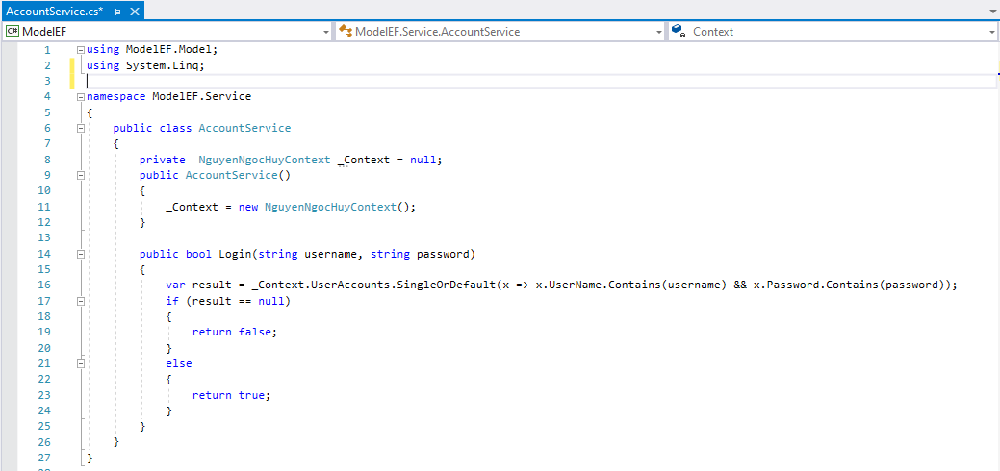 AccountService.cs*
C# ModelEF ModelEF.Service.AccountService _Context
1 using ModelEF.Model;
2 using System.Linq;
3
4 namespace ModelEF.Service
5 {
6 public class AccountService
7 {
8 private  NguyenNgocHuyContext _Context = null;
9 public AccountService()
10 {
11 _Context = new NguyenNgocHuyContext();
12 }
13
14 public bool Login(string username, string password)
15 {
16 var result = _Context.UserAccounts.SingleOrDefault(x => x.UserName.Contains(username) && x.Password.Contains(password));
17 if (result == null)
18 {
19 return false;
20 }
21 else
22 {
23 return true;
24 }
25 }
26 }
27 }